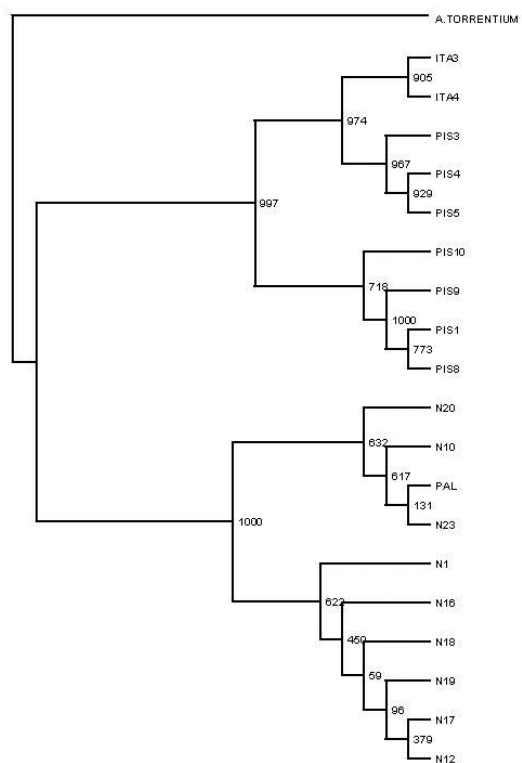 A.TORRENTIUM
ITA3
905
ITA4
974
PIS3
967
PIS4
929
PIS5
997
PIS10
718
PIS9
1000
PIS1
773
PIS8
N20
632
N10
617
PAL
131
N23
1000
N1
622
N16
450
N18
59
N19
96
N17
379
N12